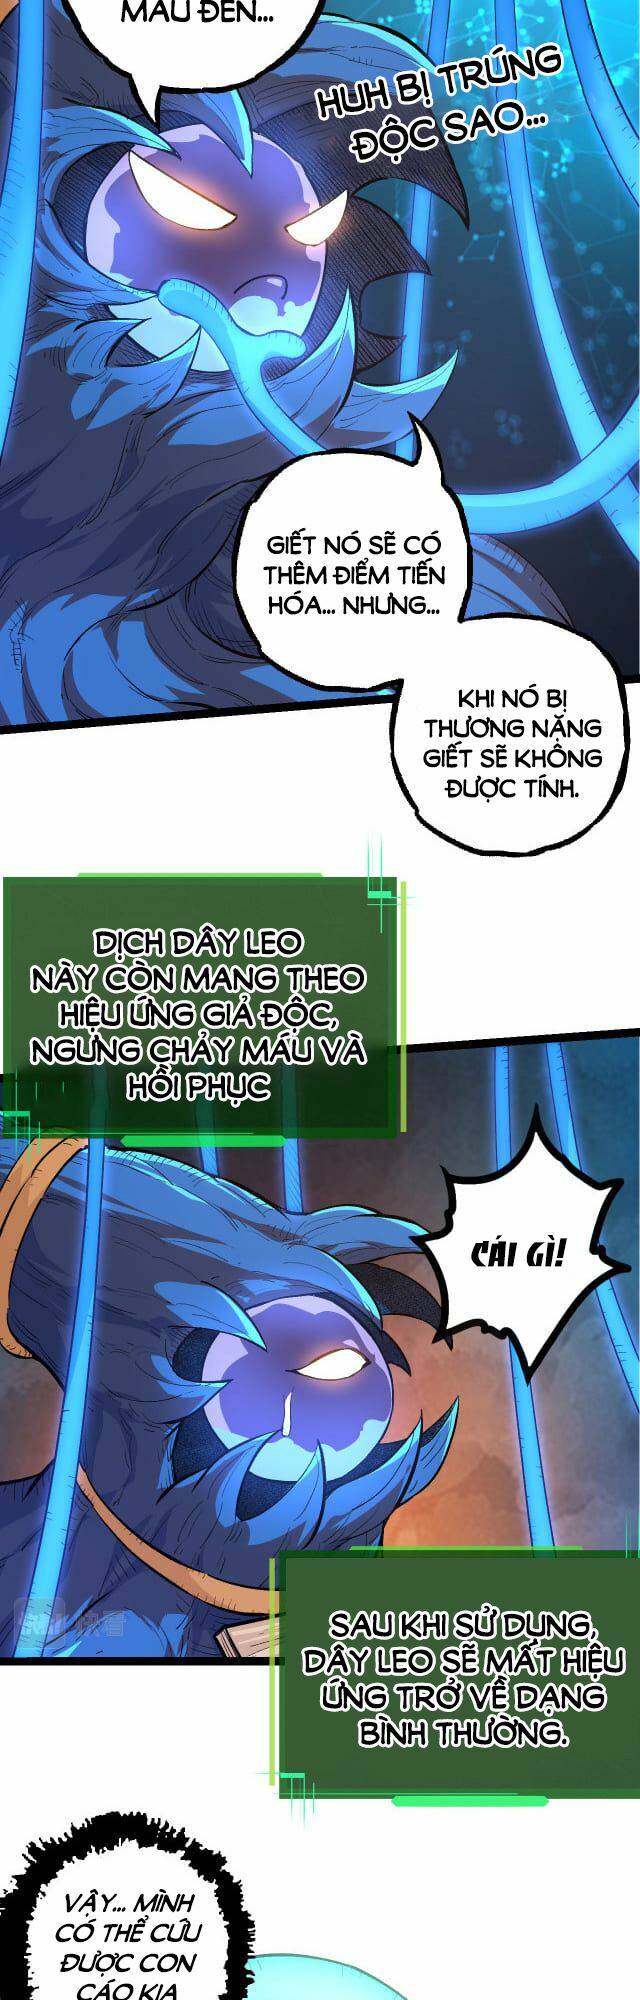 MÁU ĐEN...
HUH BỊ TRÚNG
ĐỘC SAO...
GIẾT NÓ SẼ CÓ
THÊM ĐIỂM TIẾN
HÓA... NHƯNG...
KHI NÓ BỊ
THƯƠNG NẶNG
GIẾT SẼ KHÔNG
ĐƯỢC TÍNH.
DỊCH DÂY LEO
NÀY CÒN MANG THEO
HIỆU ỨNG GIẢ ĐỘC,
NGƯNG CHẢY MÁU VÀ
HỒI PHỤC
CÁI GÌ!
快看
SAU KHI SỬ DỤNG,
DÂY LEO SẼ MẤT HIỆU
ỨNG TRỞ VỀ DẠNG
BÌNH THƯỜNG.
VẬY... MÌNH
CÓ THỂ CỨU
ĐƯỢC CON
CÁO KIA